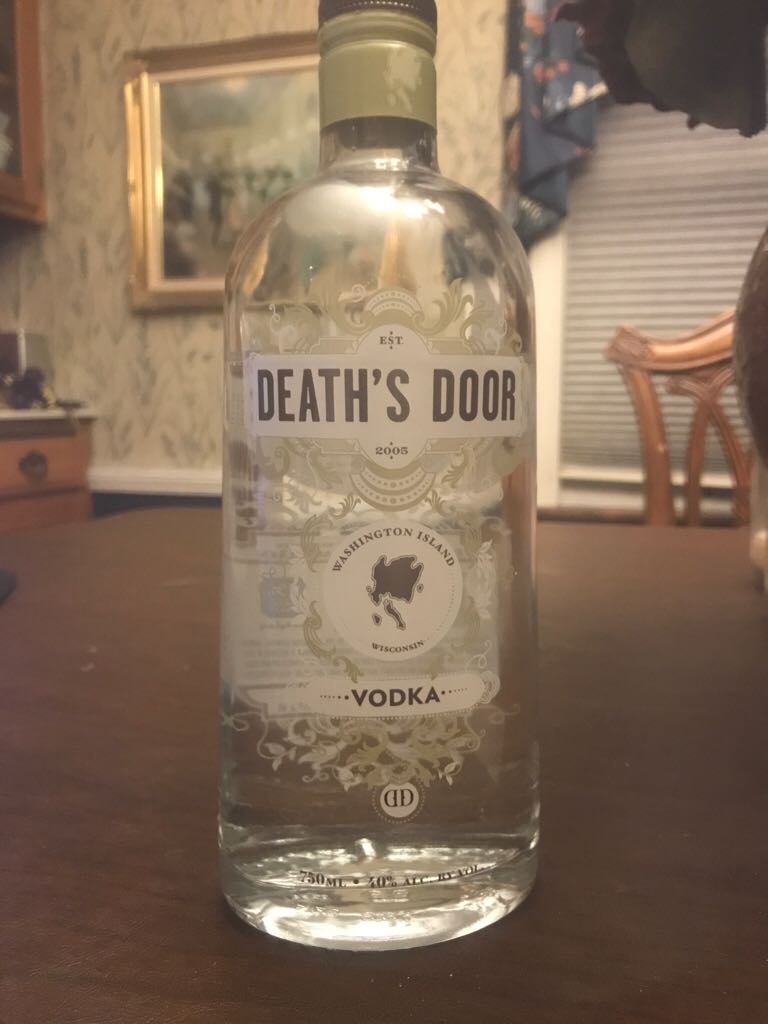 EST.
DEATH'S DOOR
2005
WASHINGTON ISLAND
WISCONSIN
VODKA
DD
750ML • 40% ALC. BY VOL.